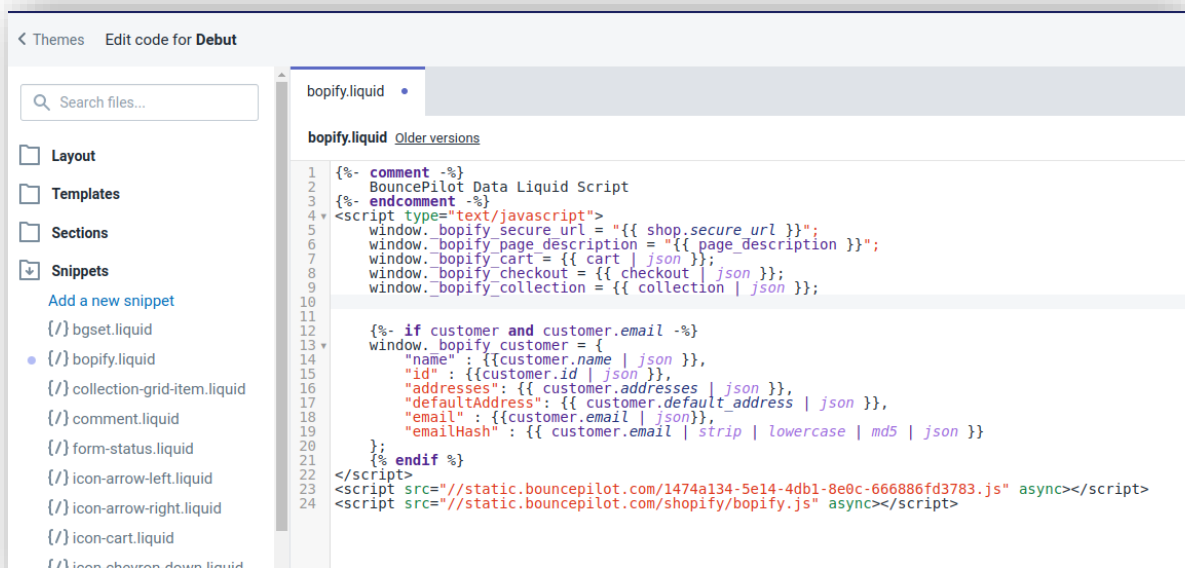 Themes Edit code for Debut
Search files...
Layout
Templates
Sections
Snippets
Add a new snippet
{/} bgset.liquid
{/} bopify.liquid
{/} collection-grid-item.liquid
{/} comment.liquid
{/} form-status.liquid
{/} icon-arrow-left.liquid
{/} icon-arrow-right.liquid
{/} icon-cart.liquid
{/} icon-chevron-down.liquid
bopify.liquid
bopify.liquid Older versions
1 {%- comment -%}
2 BouncePilot Data Liquid Script
3 {%- endcomment -%}
4 <script type="text/javascript">
5 window._bopify_secure_url = "{{ shop.secure_url }}";
6 window._bopify_page_description = "{{ page_description }}";
7 window._bopify_cart = {{ cart | json }};
8 window._bopify_checkout = {{ checkout | json }};
9 window._bopify_collection = {{ collection | json }};
10
11
12 {%- if customer and customer.email -%}
13 window._bopify_customer = {
14 "name" : {{customer.name | json }},
15 "id" : {{customer.id | json }},
16 "addresses": {{ customer.addresses | json }},
17 "defaultAddress": {{ customer.default_address | json }},
18 "email" : {{customer.email | json}},
19 "emailHash" : {{ customer.email | strip | lowercase | md5 | json }}
20 };
21 {% endif %}
22 </script>
23 <script src="//static.bouncepilot.com/1474a134-5e14-4db1-8e0c-666886fd3783.js" async></script>
24 <script src="//static.bouncepilot.com/shopify/bopify.js" async></script>